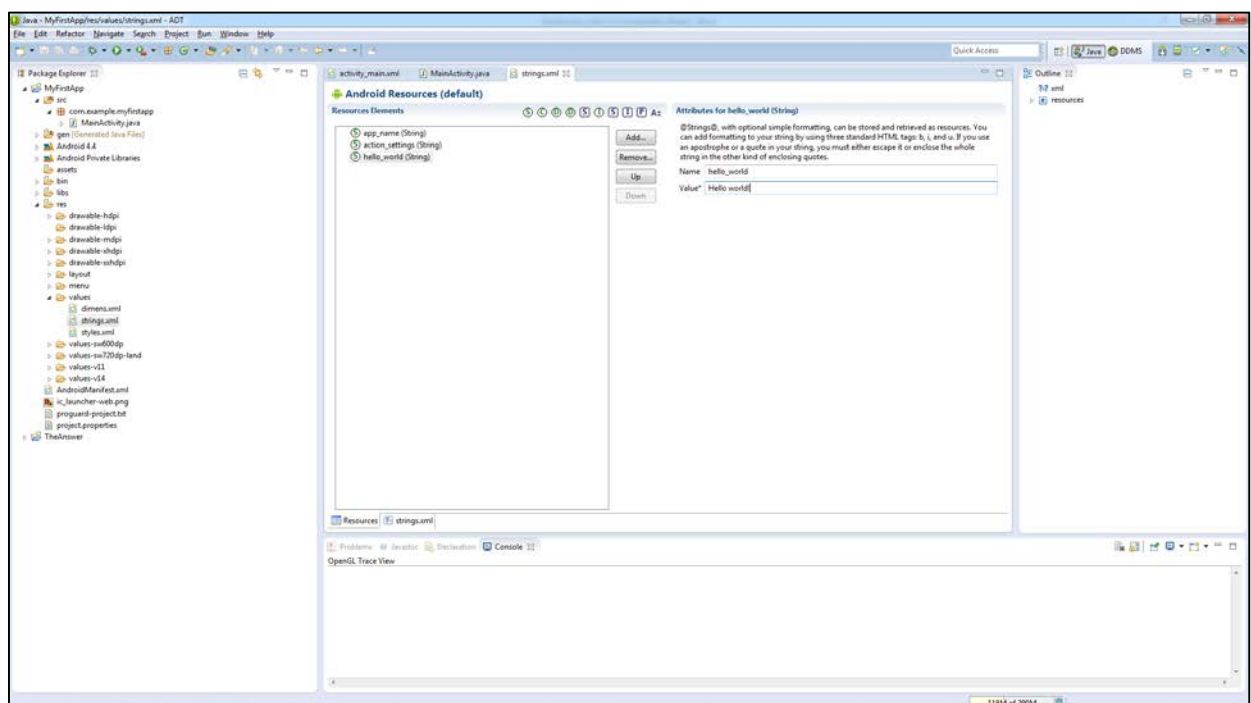 Java - MyFirstApp/res/values/strings.xml - ADT
File Edit Refactor Navigate Search Project Run Window Help
Quick Access
Java DDMS
Package Explorer
MyFirstApp
src
com.example.myfirstapp
MainActivity.java
gen [Generated Java Files]
Android 4.4
Android Private Libraries
assets
bin
libs
res
drawable-hdpi
drawable-ldpi
drawable-mdpi
drawable-xhdpi
drawable-xxhdpi
layout
menu
values
dimens.xml
strings.xml
styles.xml
values-sw600dp
values-sw720dp-land
values-v11
values-v14
AndroidManifest.xml
ic_launcher-web.png
proguard-project.txt
project.properties
TheAnswer
activity_main.xml MainActivity.java strings.xml
Android Resources (default)
Resources Elements
S C D D S I S I P Az
app_name (String)
action_settings (String)
hello_world (String)
Add...
Remove...
Up
Down
Attributes for hello_world (String)
@Strings@, with optional simple formatting, can be stored and retrieved as resources. You
can add formatting to your string by using three standard HTML tags: b, i, and u. If you use
an apostrophe or a quote in your string, you must either escape it or enclose the whole
string in the other kind of enclosing quotes.
Name hello_world
Value* Hello world!
Resources strings.xml
Outline
xml
resources
Problems Javadoc Declaration Console
OpenGL Trace View